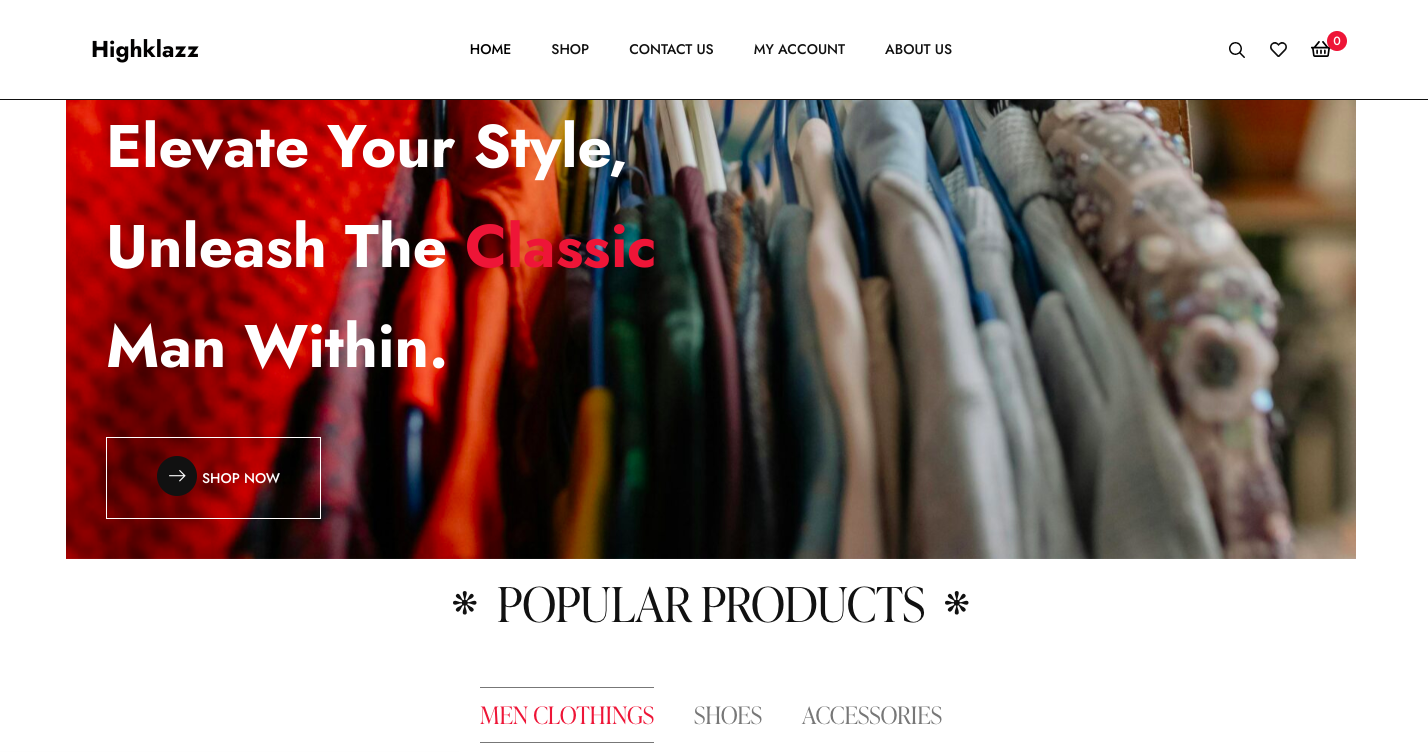 Highklazz HOME SHOP CONTACT US MY ACCOUNT ABOUT US 0
Elevate Your Style,
Unleash The Classic
Man Within.
SHOP NOW
POPULAR PRODUCTS
MEN CLOTHINGS SHOES ACCESSORIES